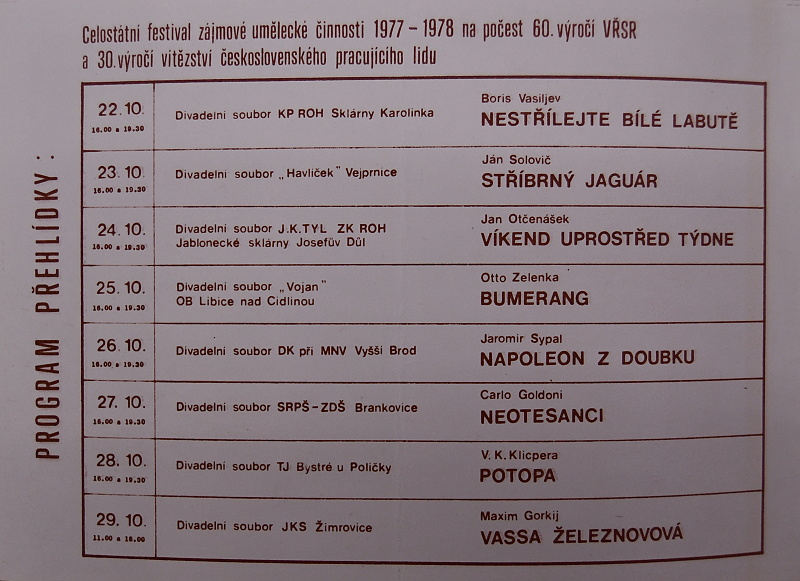 Celostátní festival zájmové umělecké činnosti 1977 – 1978 na počest 60. výročí VŘSR
a 30. výročí vítězství československého pracujícího lidu
PROGRAM PŘEHLÍDKY:
22.10.
16.00 a 19.30
Divadelní soubor KP ROH Sklárny Karolinka
Boris Vasiljev
NESTŘÍLEJTE BÍLÉ LABUTĚ
23.10
16.00 a 19.30
Divadelní soubor „Havlíček" Vejprnice
Ján Solovič
STŘÍBRNÝ JAGUÁR
24.10.
16.00 a 19.30
Divadelní soubor J.K.TYL ZK ROH
Jablonecké sklárny Josefův Důl
Jan Otčenášek
VÍKEND UPROSTŘED TÝDNE
25.10.
16.00 a 19.30
Divadelní soubor „Vojan"
OB Libice nad Cidlinou
Otto Zelenka
BUMERANG
26.10.
16.00 a 19.30
Divadelní soubor DK při MNV Vyšší Brod
Jaromir Sypal
NAPOLEON Z DOUBKU
27.10.
16.00 a 19.30
Divadelní soubor SRPŠ–ZDŠ Brankovice
Carlo Goldoni
NEOTESANCI
28.10.
16.00 a 19.30
Divadelní soubor TJ Bystré u Poličky
V. K. Klicpera
POTOPA
29.10.
11.00 a 16.00
Divadelní soubor JKS Žimrovice
Maxim Gorkij
VASSA ŽELEZNOVOVÁ